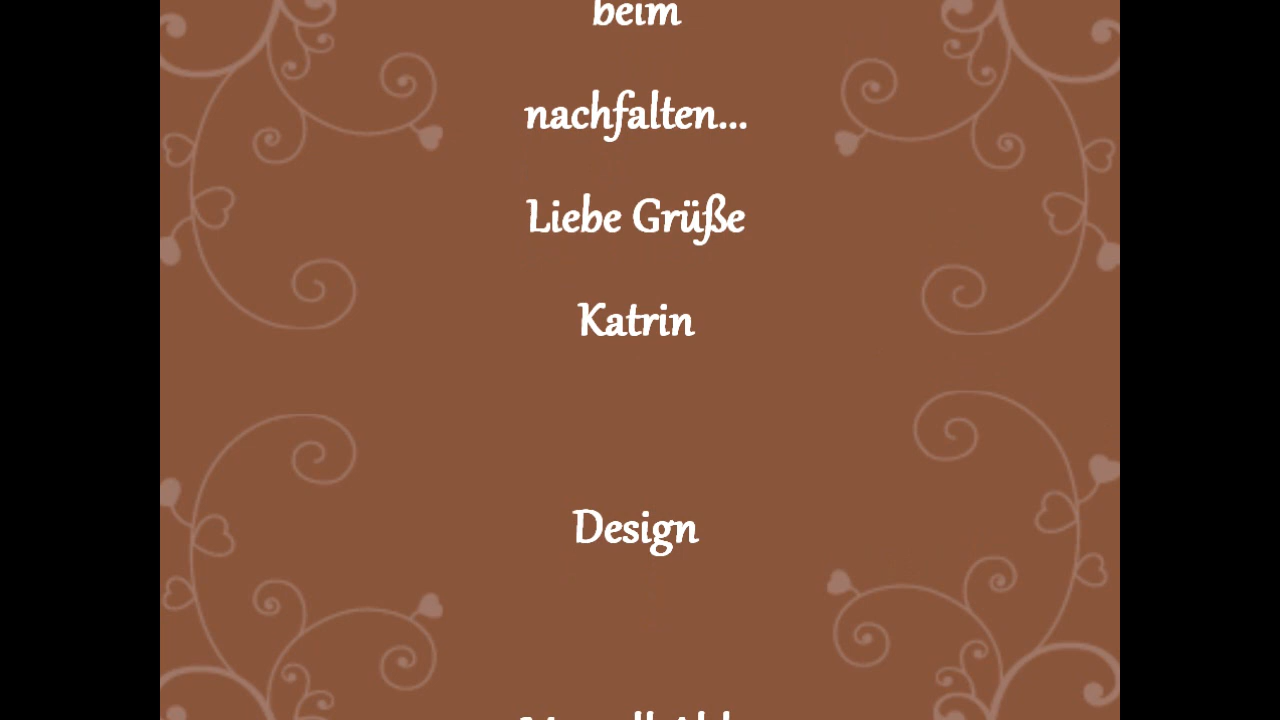 beim
nachfalten...
Liebe Grüße
Katrin
Design